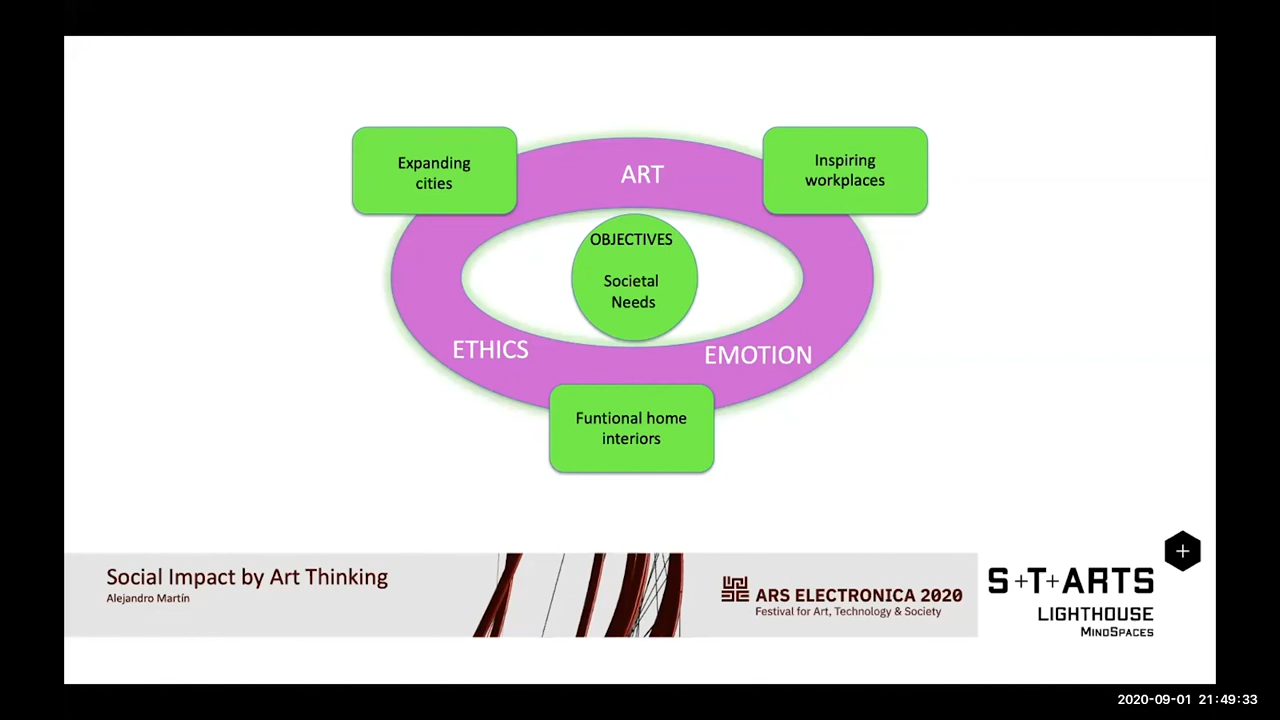 Expanding
cities
ART
Inspiring
workplaces
OBJECTIVES
Societal
Needs
ETHICS
EMOTION
Funtional home
interiors
Social Impact by Art Thinking
Alejandro Martín
ARS ELECTRONICA 2020
Festival for Art, Technology & Society
S+T+ARTS
LIGHTHOUSE
MINDSPACES
2020-09-01 21:49:33